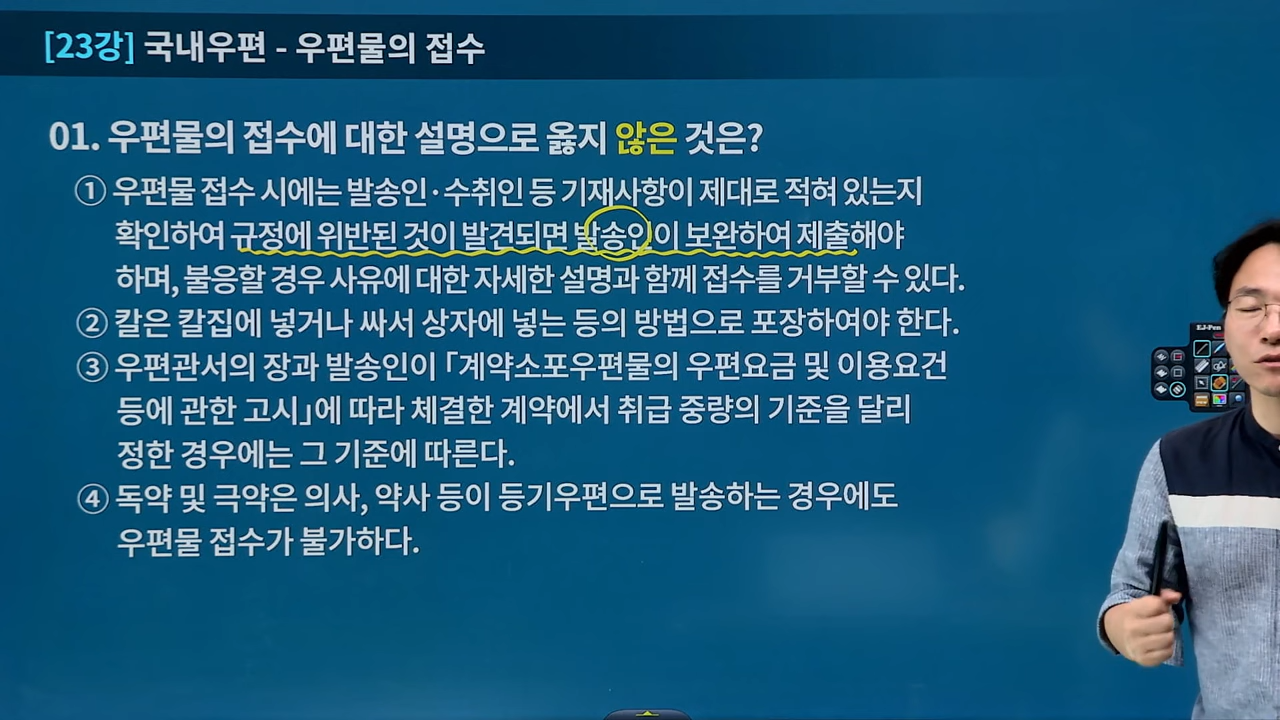 [23강] 국내우편 - 우편물의 접수
01. 우편물의 접수에 대한 설명으로 옳지 않은 것은?
① 우편물 접수 시에는 발송인·수취인 등 기재사항이 제대로 적혀 있는지
확인하여 규정에 위반된 것이 발견되면 발송인이 보완하여 제출해야
하며, 불응할 경우 사유에 대한 자세한 설명과 함께 접수를 거부할 수 있다.
② 칼은 칼집에 넣거나 싸서 상자에 넣는 등의 방법으로 포장하여야 한다.
③ 우편관서의 장과 발송인이 「계약소포우편물의 우편요금 및 이용요건
등에 관한 고시」에 따라 체결한 계약에서 취급 중량의 기준을 달리
정한 경우에는 그 기준에 따른다.
④ 독약 및 극약은 의사, 약사 등이 등기우편으로 발송하는 경우에도
우편물 접수가 불가하다.
EJ-Pen